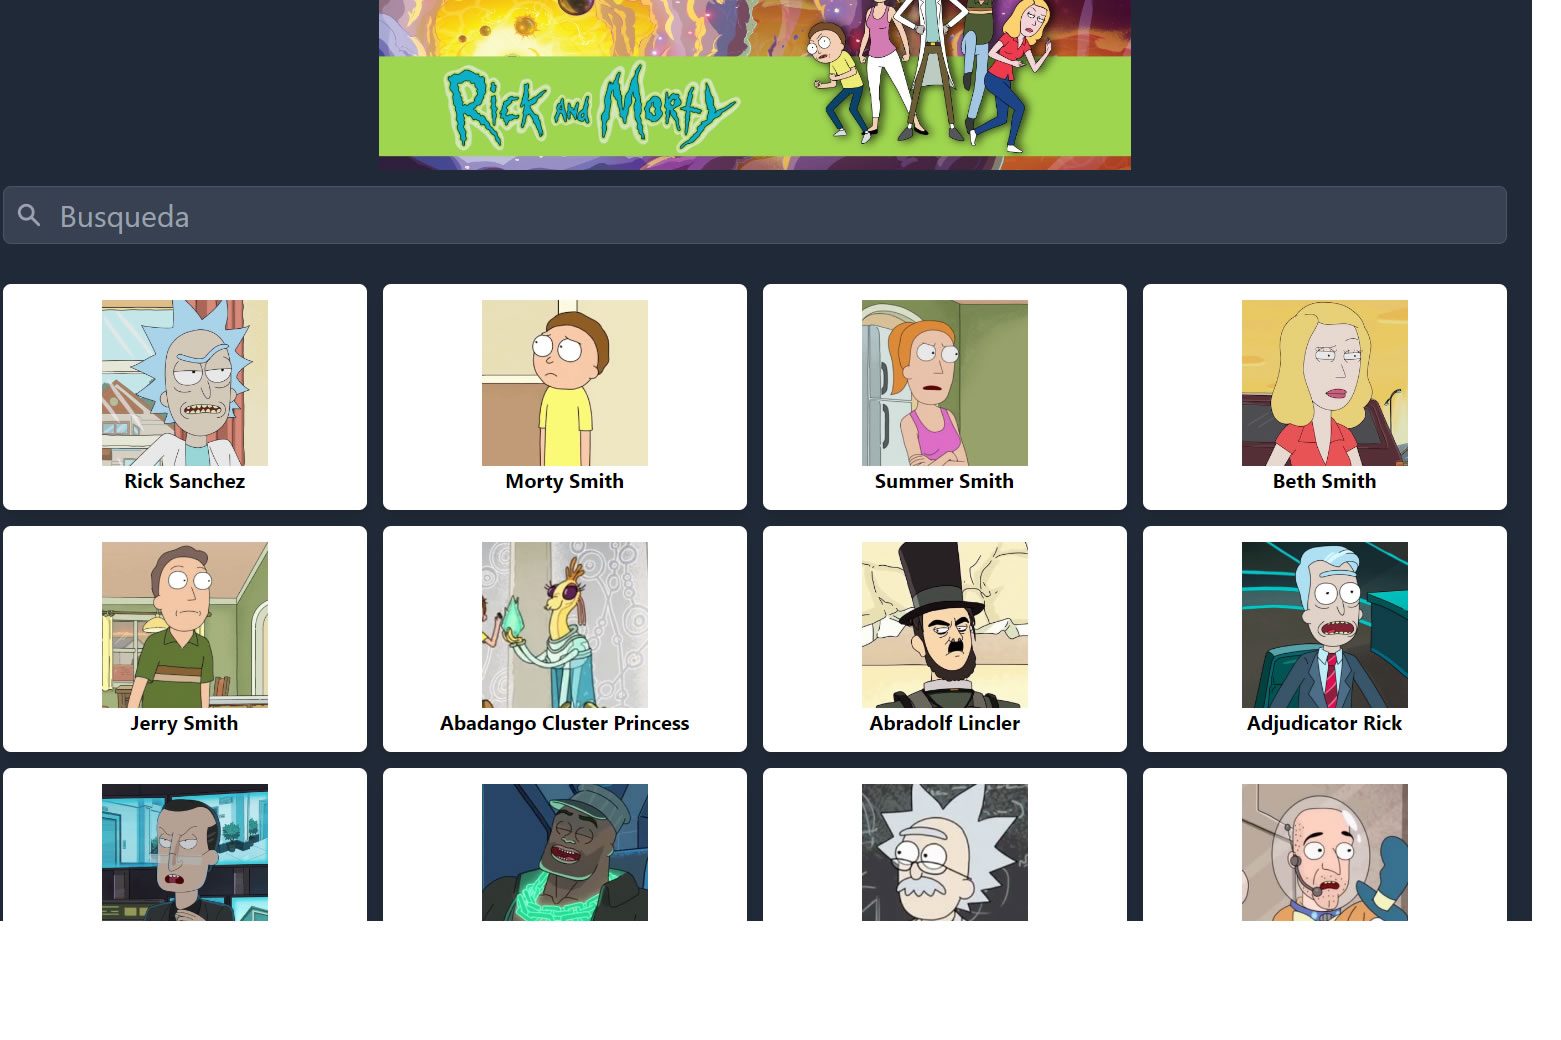 Rick and Morty
Busqueda
Rick Sanchez
Morty Smith
Summer Smith
Beth Smith
Jerry Smith
Abadango Cluster Princess
Abradolf Lincler
Adjudicator Rick